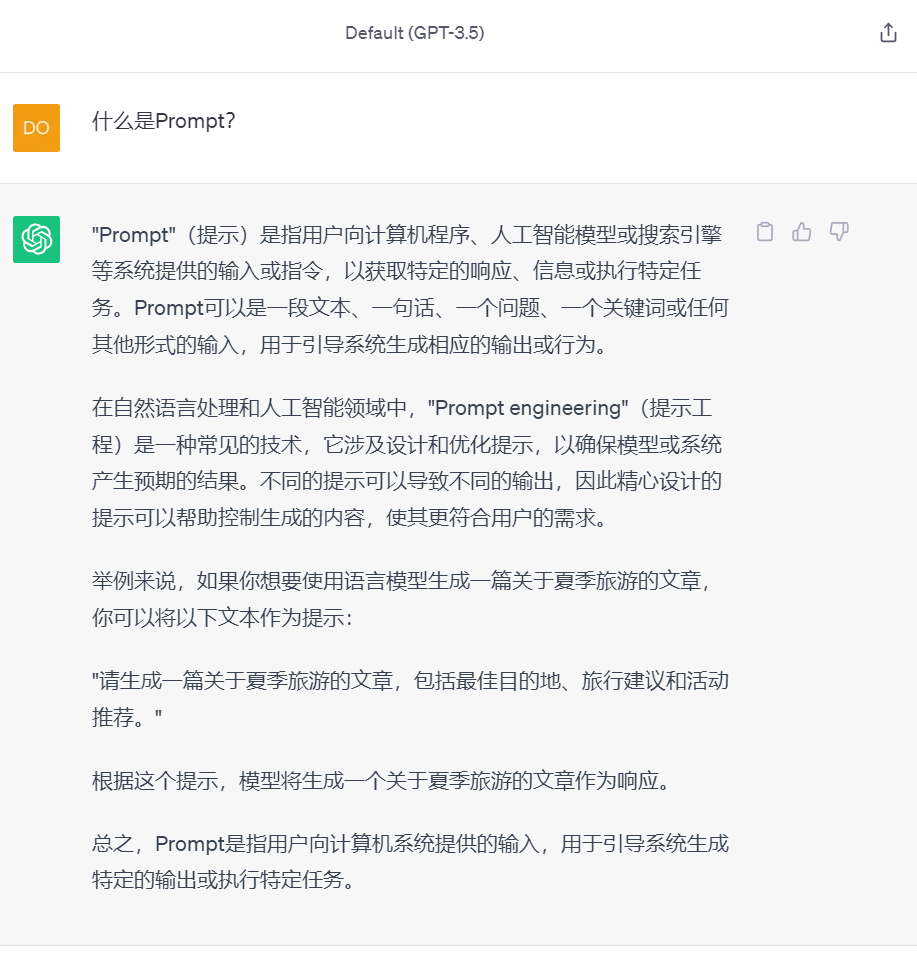 Default (GPT-3.5)
DO
什么是Prompt?
"Prompt"（提示）是指用户向计算机程序、人工智能模型或搜索引擎
等系统提供的输入或指令，以获取特定的响应、信息或执行特定任
务。Prompt可以是一段文本、一句话、一个问题、一个关键词或任何
其他形式的输入，用于引导系统生成相应的输出或行为。
在自然语言处理和人工智能领域中，"Prompt engineering"（提示工
程）是一种常见的技术，它涉及设计和优化提示，以确保模型或系统
产生预期的结果。不同的提示可以导致不同的输出，因此精心设计的
提示可以帮助控制生成的内容，使其更符合用户的需求。
举例来说，如果你想要使用语言模型生成一篇关于夏季旅游的文章，
你可以将以下文本作为提示：
"请生成一篇关于夏季旅游的文章，包括最佳目的地、旅行建议和活动
推荐。"
根据这个提示，模型将生成一个关于夏季旅游的文章作为响应。
总之，Prompt是指用户向计算机系统提供的输入，用于引导系统生成
特定的输出或执行特定任务。